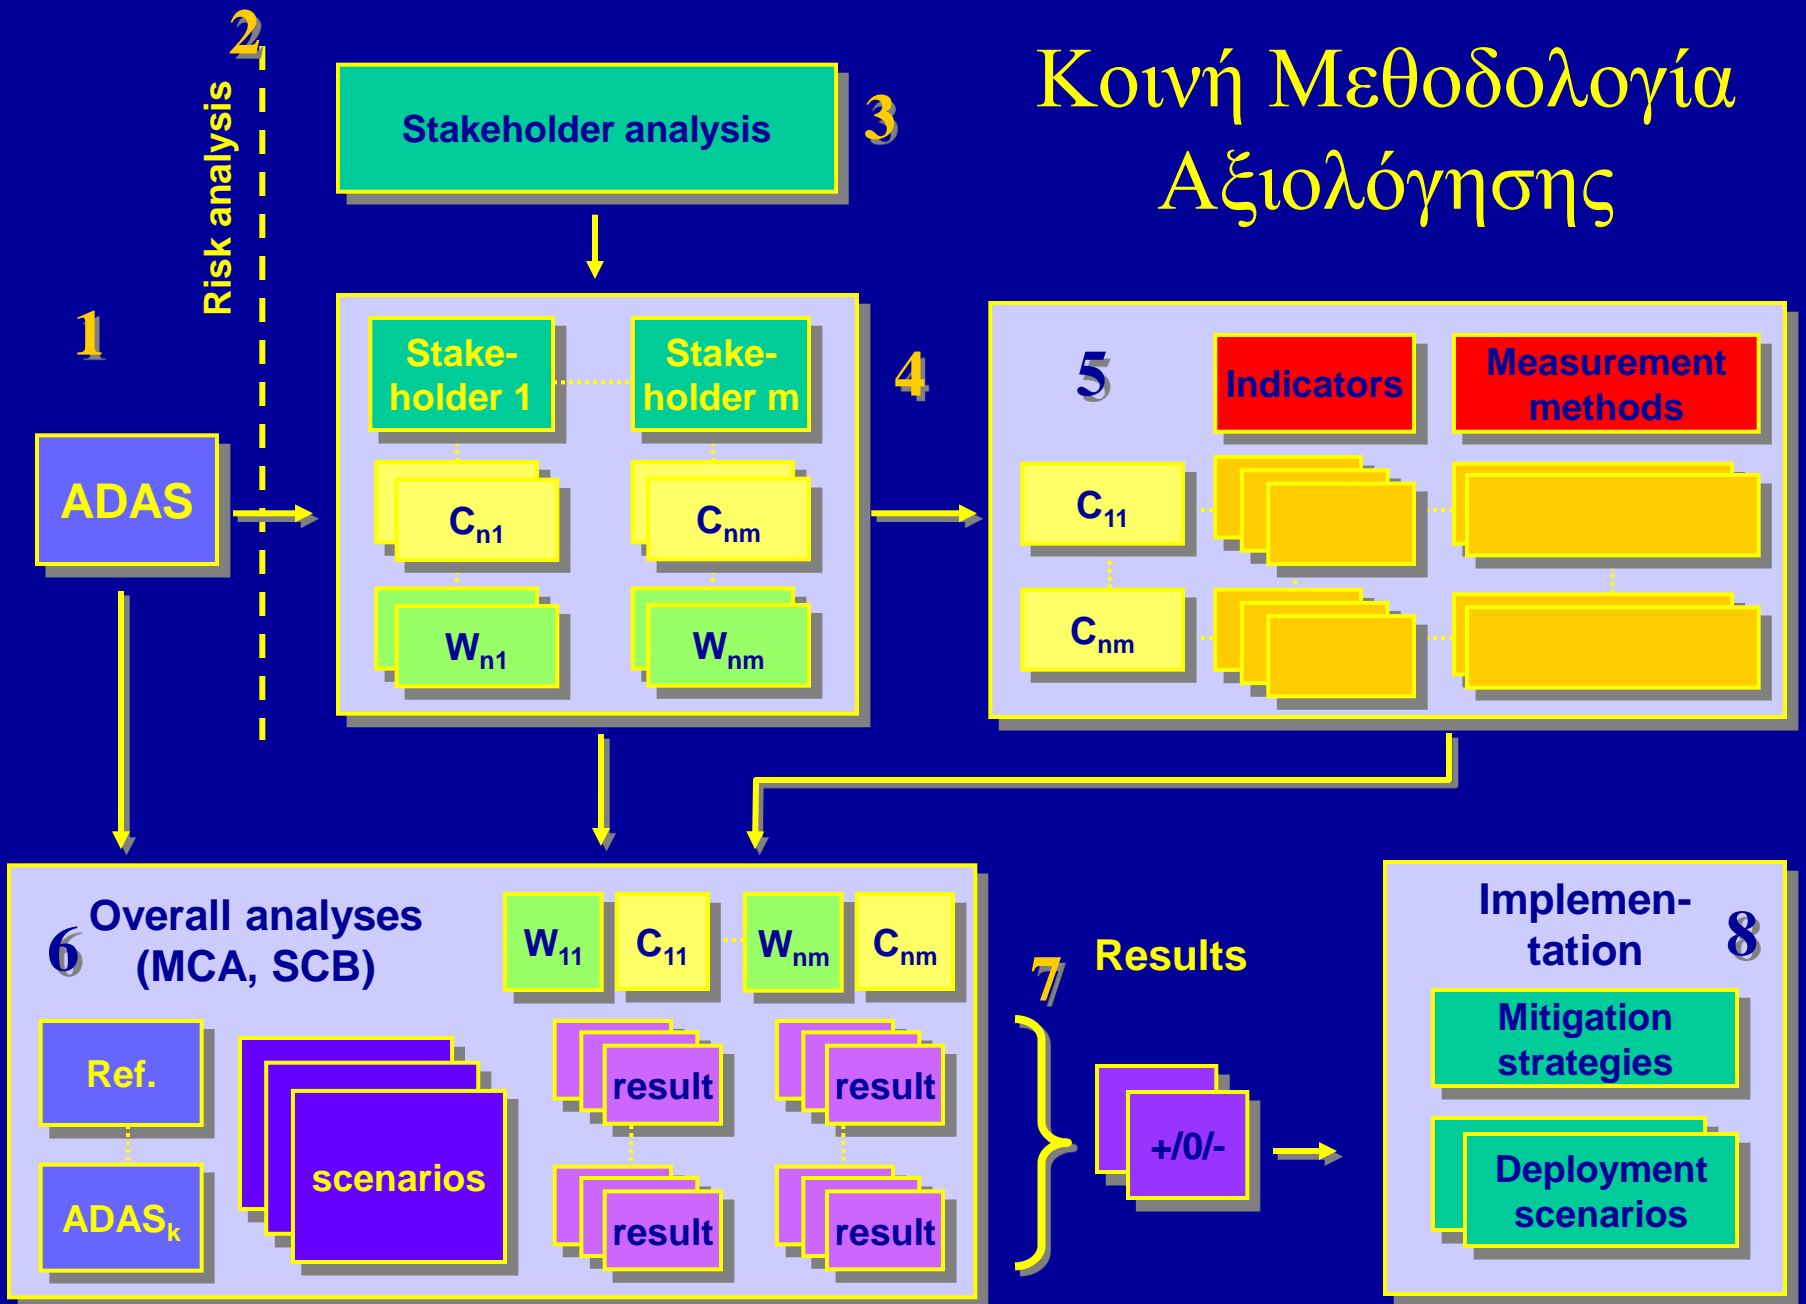 Κοινή Μεθοδολογία
Αξιολόγησης
1
ADAS
2
Risk analysis
3
Stakeholder analysis
4
Stake-
holder 1
Stake-
holder m
Cn1
Cnm
Wn1
Wnm
5
Indicators
Measurement
methods
C11
Cnm
6
Overall analyses
(MCA, SCB)
W11
C11
Wnm
Cnm
Ref.
ADASk
scenarios
result
result
result
result
7
Results
+/0/-
8
Implemen-
tation
Mitigation
strategies
Deployment
scenarios